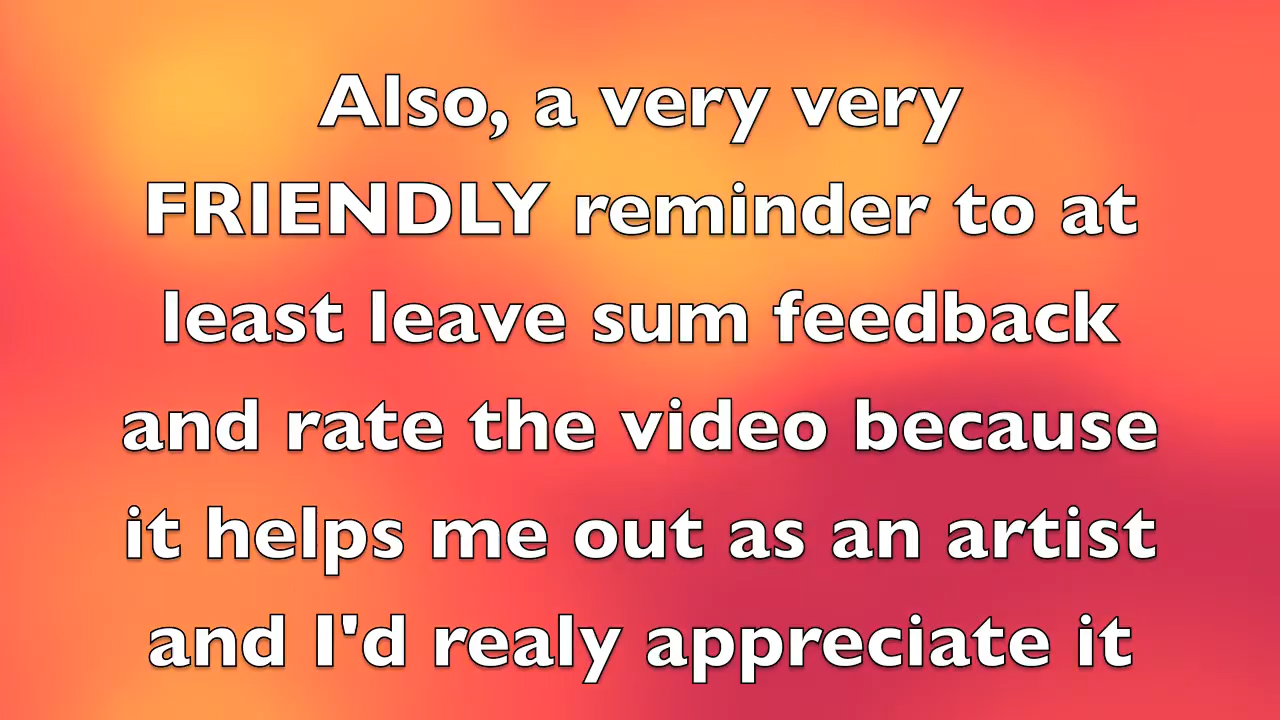 Also, a very very
FRIENDLY reminder to at
least leave sum feedback
and rate the video because
it helps me out as an artist
and I'd realy appreciate it